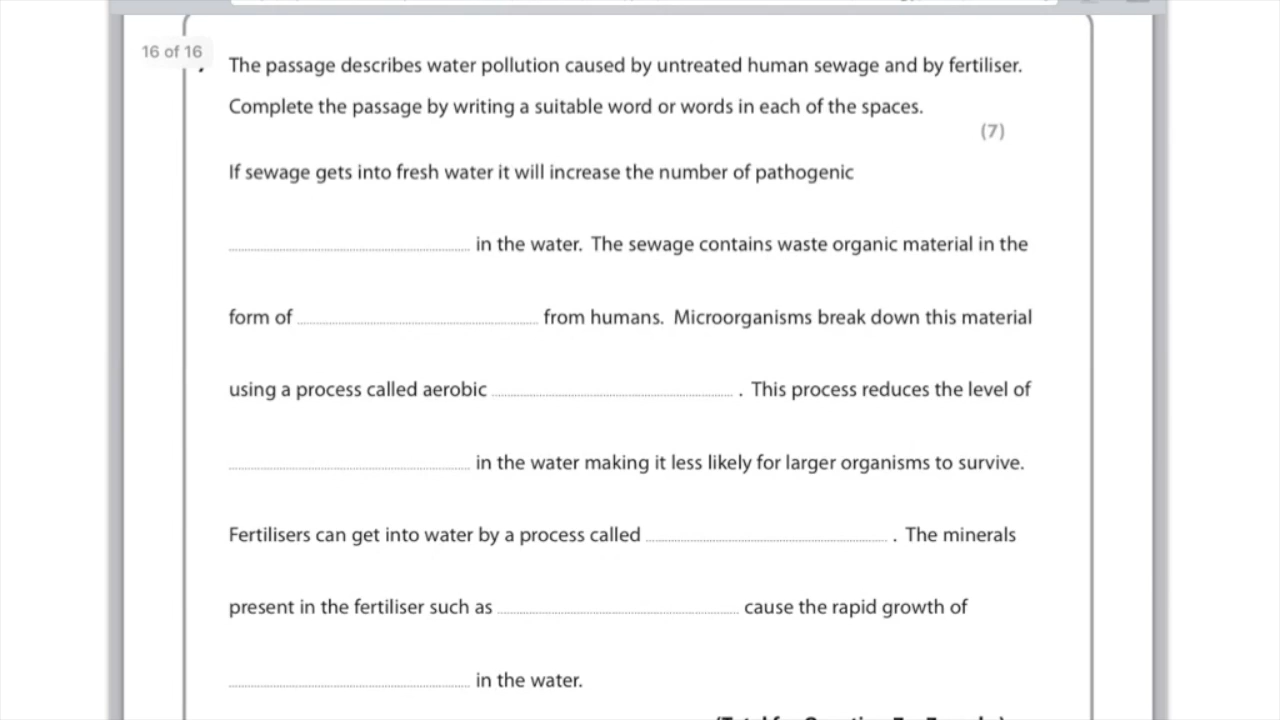 16 of 16
The passage describes water pollution caused by untreated human sewage and by fertiliser.
Complete the passage by writing a suitable word or words in each of the spaces.
(7)
If sewage gets into fresh water it will increase the number of pathogenic
in the water. The sewage contains waste organic material in the
form of from humans. Microorganisms break down this material
using a process called aerobic . This process reduces the level of
in the water making it less likely for larger organisms to survive.
Fertilisers can get into water by a process called . The minerals
present in the fertiliser such as cause the rapid growth of
in the water.